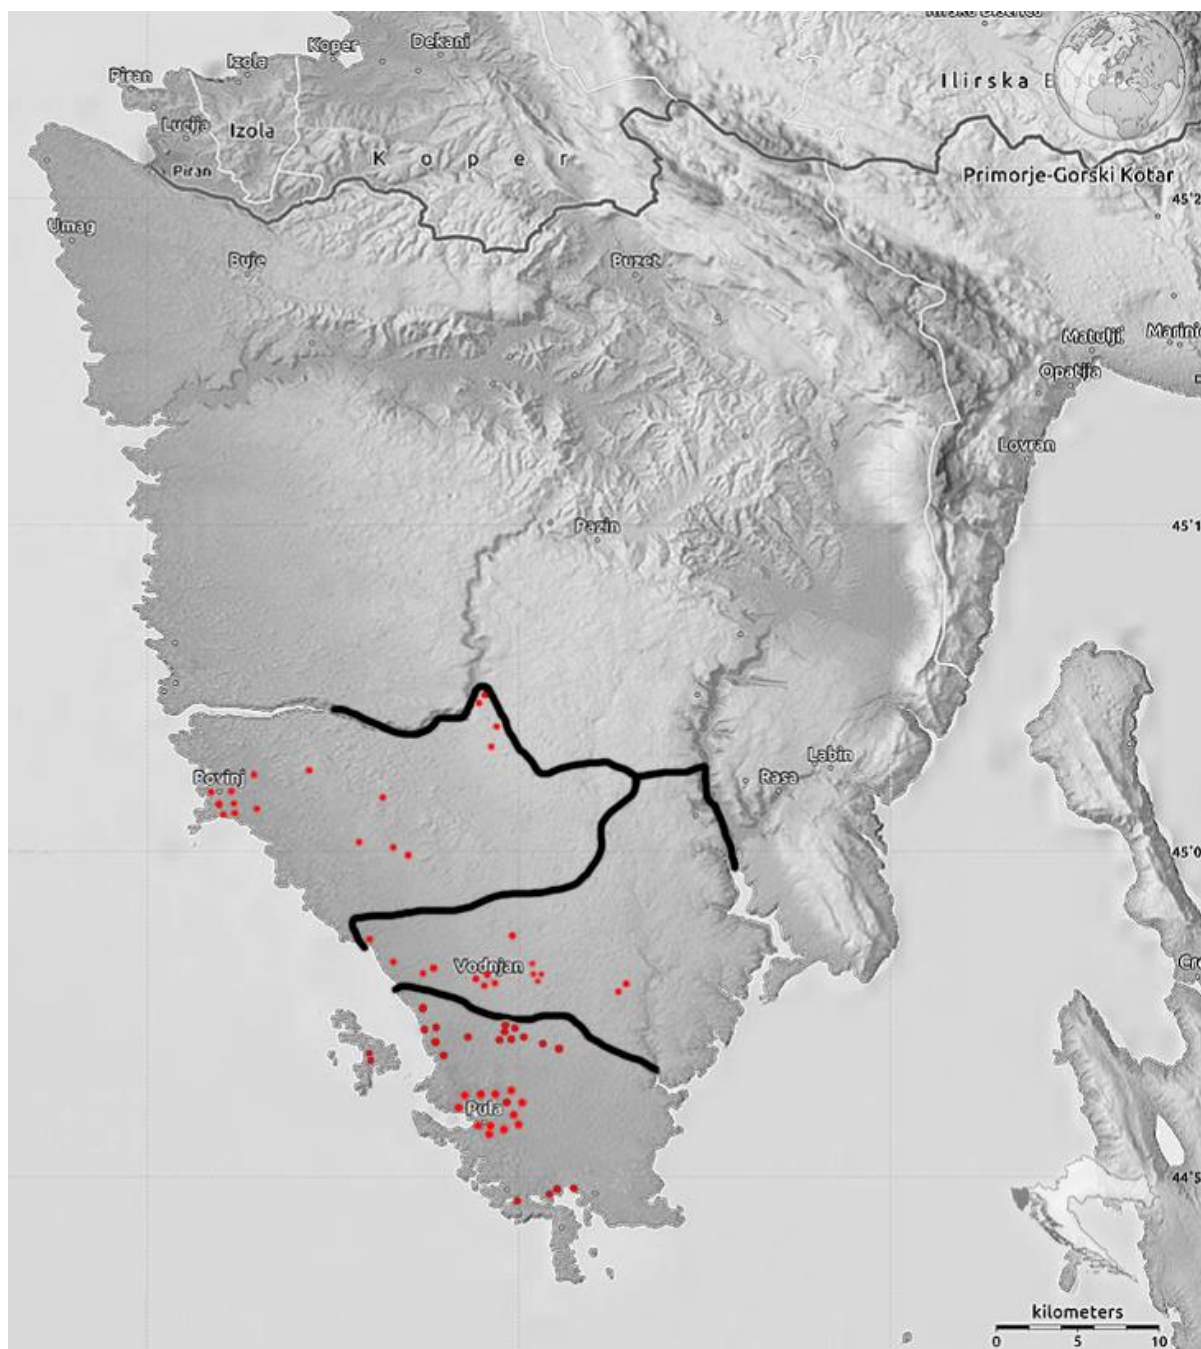 Koper
Dekani
Izola
Piran
Ilirska B
Lucija
Izola
Koper
Piran
Primorje-Gorski Kotar
45°2
Umag
Buje
Buzet
Matulji
Marini
Opatija
Lovran
45°1
Pazin
Labin
Rovinj
Rasa
45°0
Vodnjan
Cre
Pula
44°5
kilometers
0 5 10